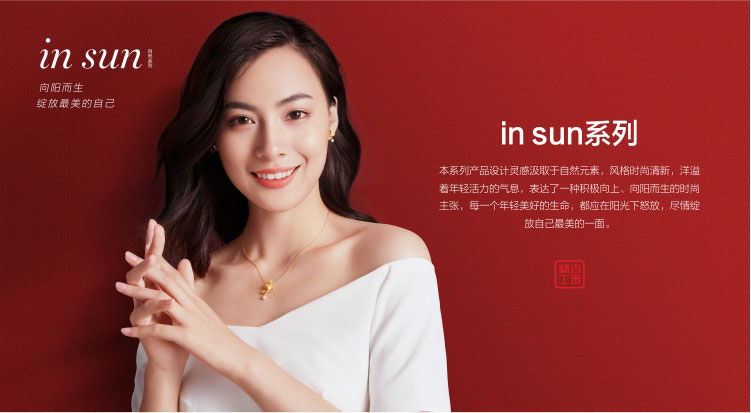 in sun
自然系列
向阳而生
绽放最美的自己
in sun系列
本系列产品设计灵感汲取于自然元素，风格时尚清新，洋溢
着年轻活力的气息，表达了一种积极向上、向阳而生的时尚
主张，每一个年轻美好的生命，都应在阳光下怒放，尽情绽
放自己最美的一面。